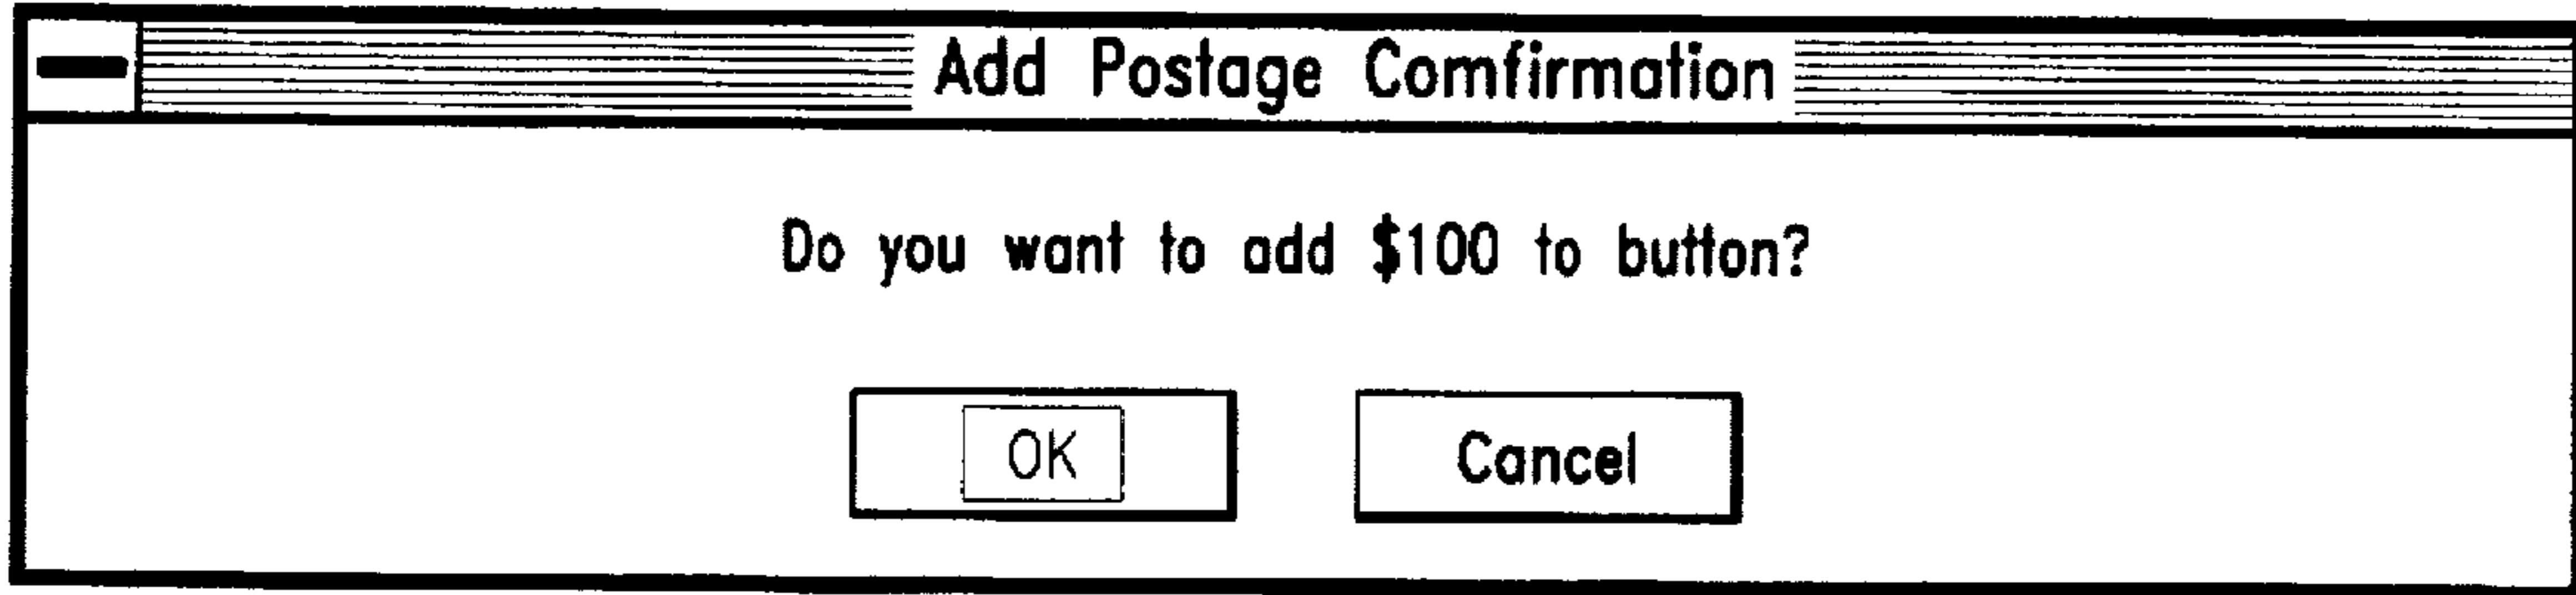 Add Postage Comfirmation
Do you want to add $100 to button?
OK Cancel